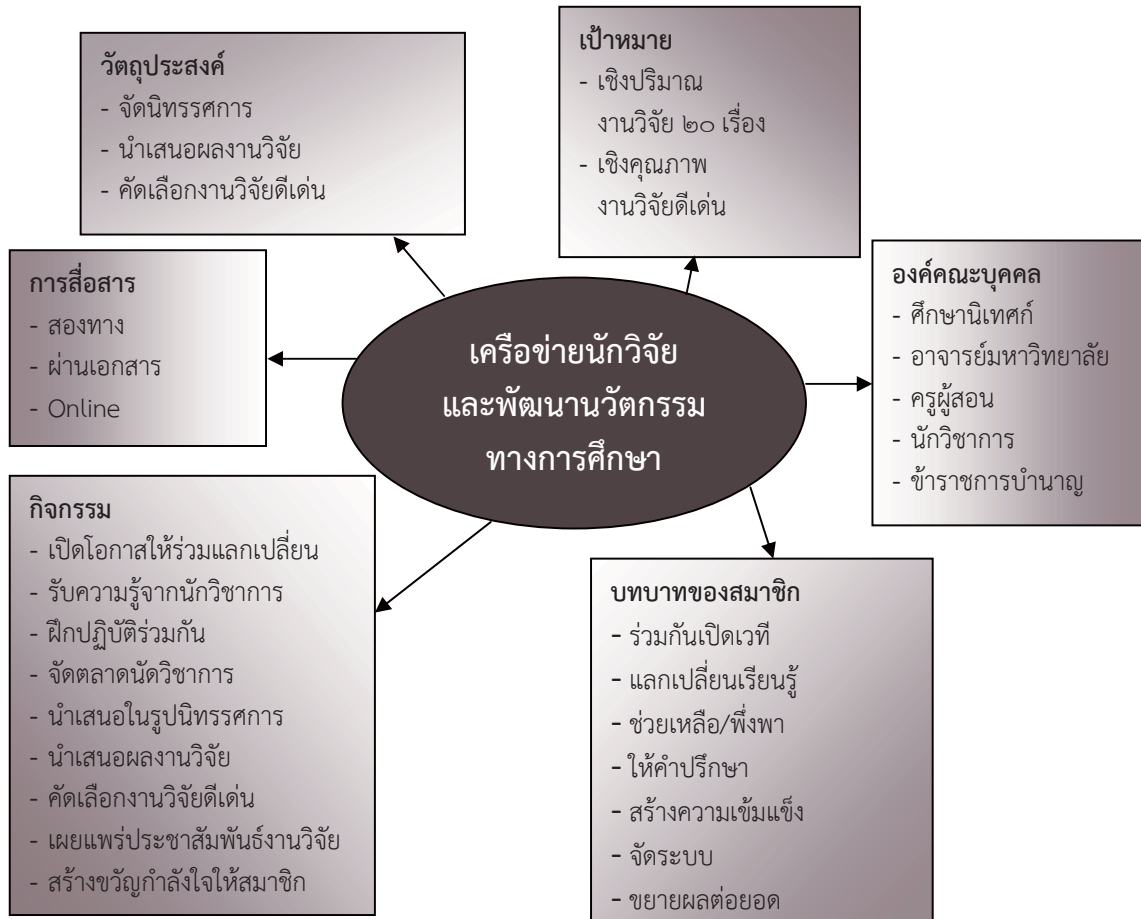 วัตถุประสงค์
- จัดนิทรรศการ
- นำเสนอผลงานวิจัย
- คัดเลือกงานวิจัยดีเด่น
เป้าหมาย
- เชิงปริมาณ
งานวิจัย ๒๐ เรื่อง
- เชิงคุณภาพ
งานวิจัยดีเด่น
การสื่อสาร
- สองทาง
- ผ่านเอกสาร
- Online
เครือข่ายนักวิจัย
และพัฒนานวัตกรรม
ทางการศึกษา
องค์คณะบุคคล
- ศึกษานิเทศก์
- อาจารย์มหาวิทยาลัย
- ครูผู้สอน
- นักวิชาการ
- ข้าราชการบำนาญ
กิจกรรม
- เปิดโอกาสให้ร่วมแลกเปลี่ยน
- รับความรู้จากนักวิชาการ
- ฝึกปฏิบัติร่วมกัน
- จัดตลาดนัดวิชาการ
- นำเสนอในรูปนิทรรศการ
- นำเสนอผลงานวิจัย
- คัดเลือกงานวิจัยดีเด่น
- เผยแพร่ประชาสัมพันธ์งานวิจัย
- สร้างขวัญกำลังใจให้สมาชิก
บทบาทของสมาชิก
- ร่วมกันเปิดเวที
- แลกเปลี่ยนเรียนรู้
- ช่วยเหลือ/พึ่งพา
- ให้คำปรึกษา
- สร้างความเข้มแข็ง
- จัดระบบ
- ขยายผลต่อยอด